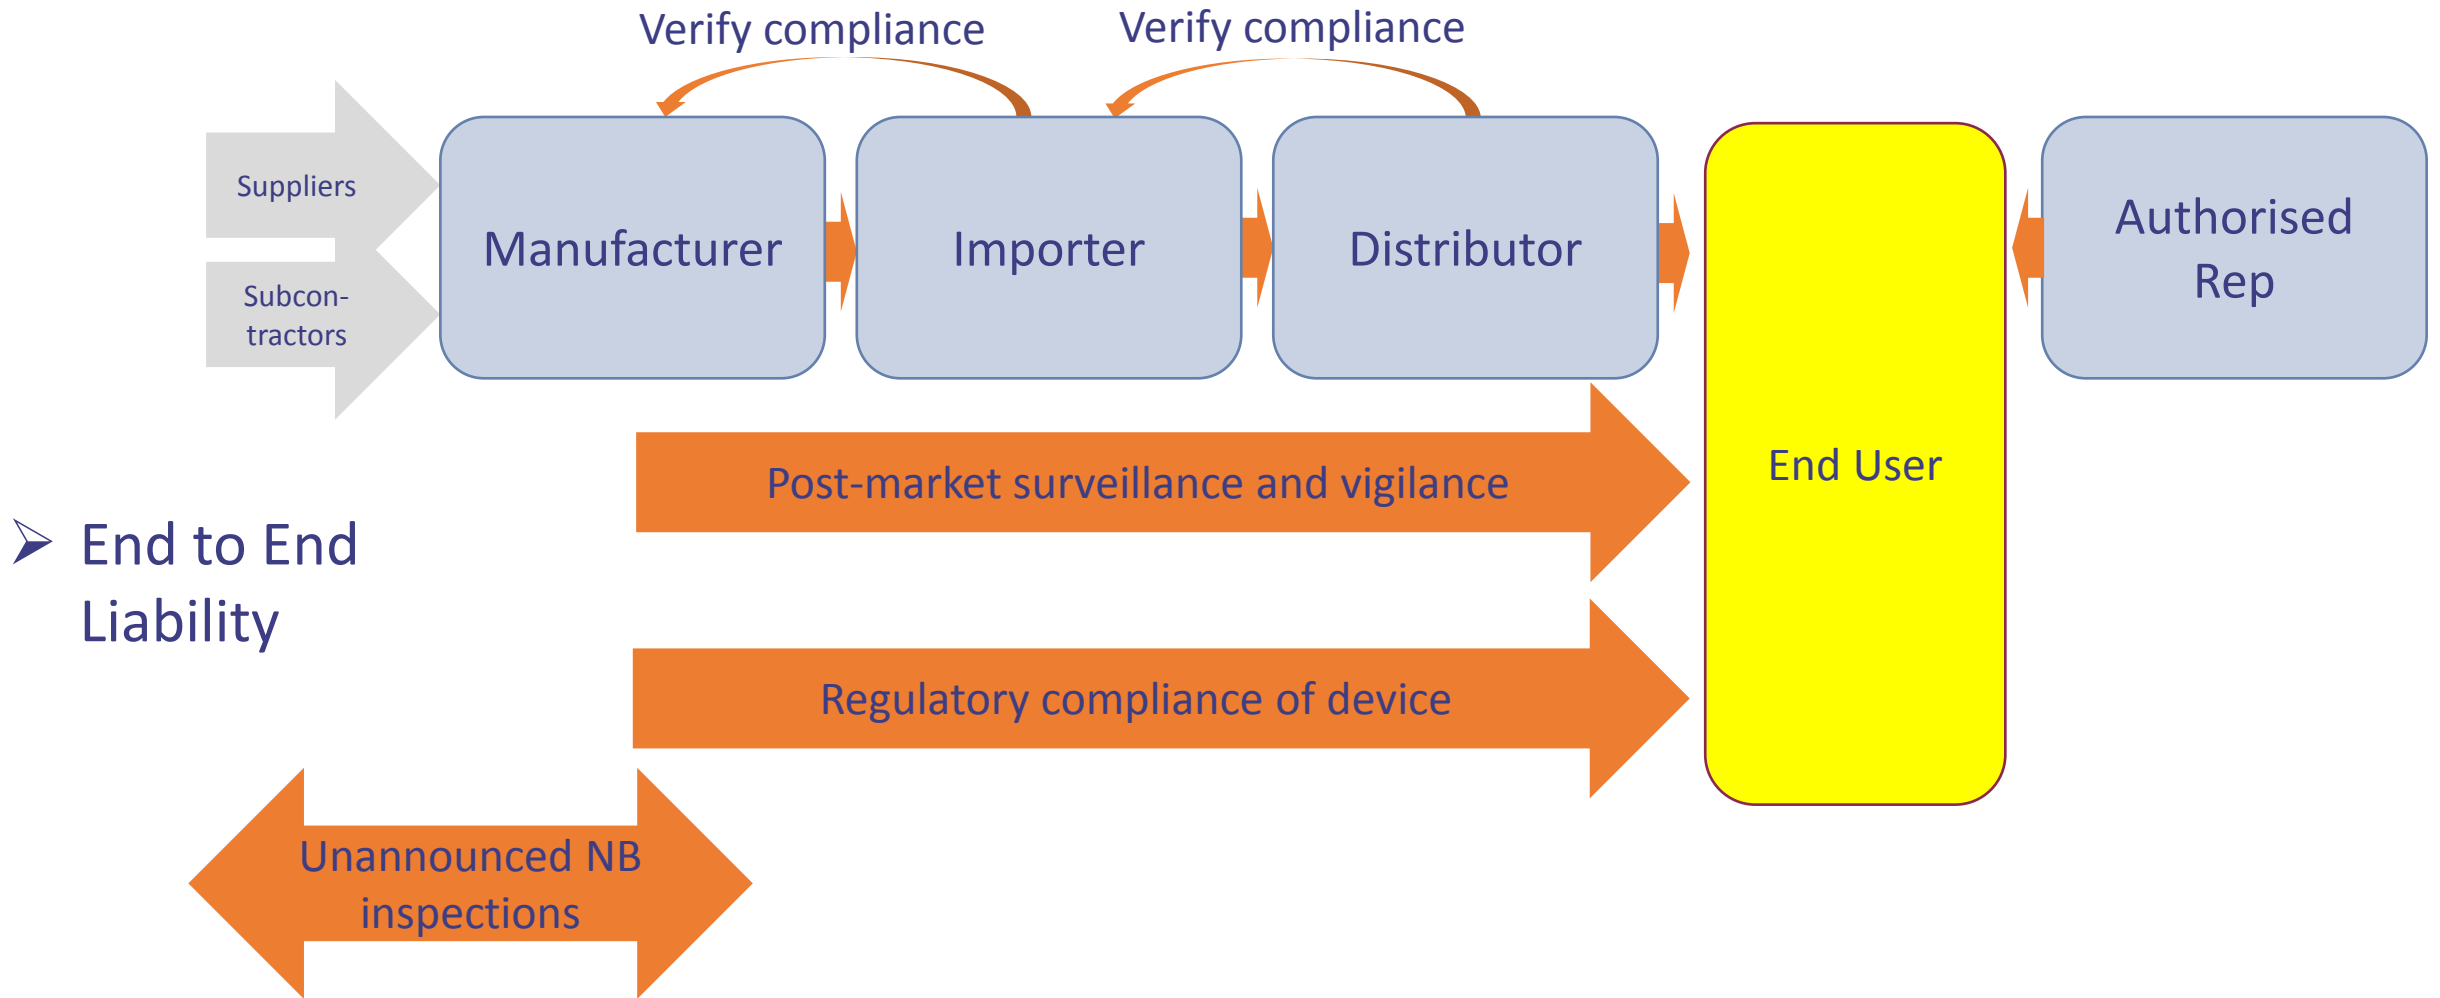 Verify compliance
Verify compliance
Suppliers
Subcon-
tractors
Manufacturer
Importer
Distributor
End User
Authorised
Rep
Post-market surveillance and vigilance
➢ End to End
Liability
Regulatory compliance of device
Unannounced NB
inspections